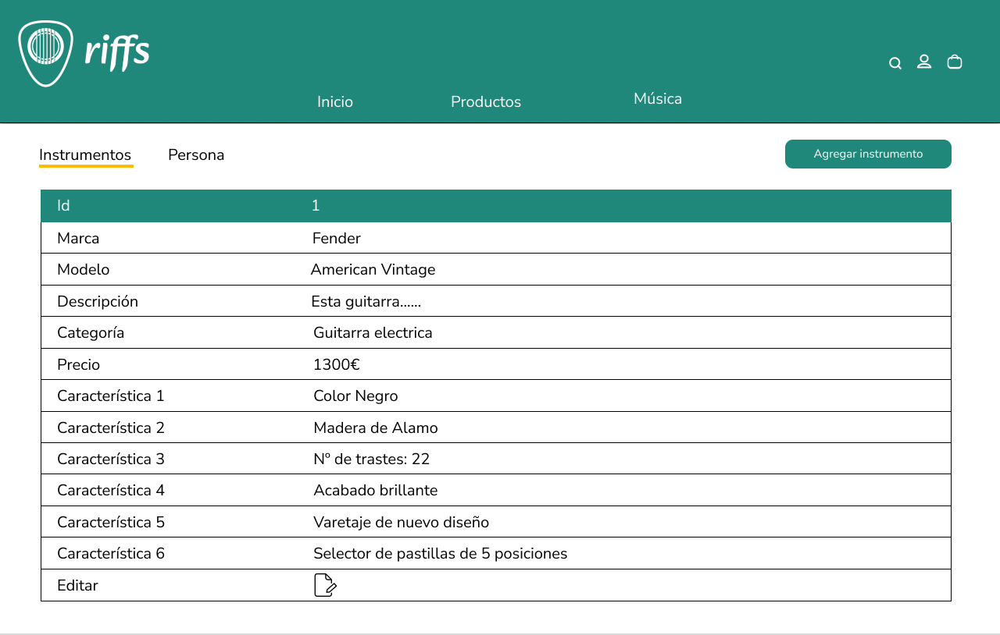 riffs
Inicio Productos Música
Instrumentos Persona Agregar instrumento
Id 1
Marca Fender
Modelo American Vintage
Descripción Esta guitarra......
Categoría Guitarra electrica
Precio 1300€
Característica 1 Color Negro
Característica 2 Madera de Alamo
Característica 3 Nº de trastes: 22
Característica 4 Acabado brillante
Característica 5 Varetaje de nuevo diseño
Característica 6 Selector de pastillas de 5 posiciones
Editar